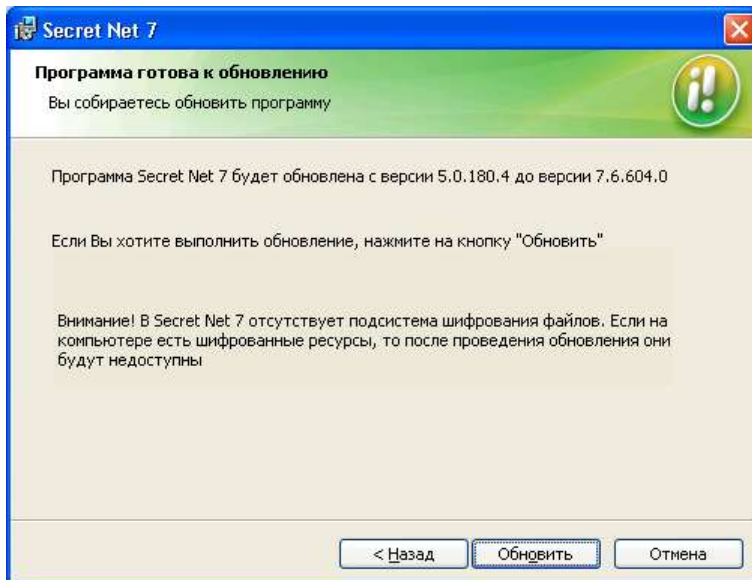 Secret Net 7
Программа готова к обновлению
Вы собираетесь обновить программу
Программа Secret Net 7 будет обновлена с версии 5.0.180.4 до версии 7.6.604.0
Если Вы хотите выполнить обновление, нажмите на кнопку "Обновить"
Внимание! В Secret Net 7 отсутствует подсистема шифрования файлов. Если на
компьютере есть шифрованные ресурсы, то после проведения обновления они
будут недоступны
< Назад Обновить Отмена